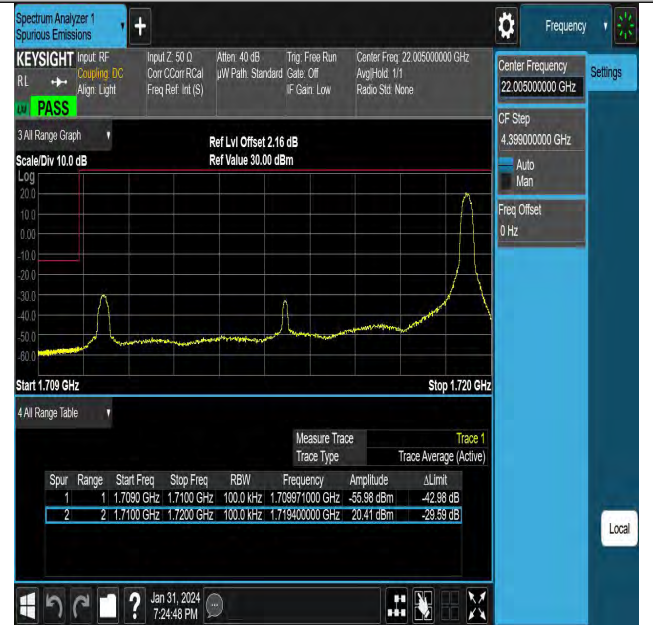 Spectrum Analyzer 1
Spurious Emissions
Frequency
KEYSIGHT
RL
Input: RF
Coupling: DC
Align: Light
Input Z: 50 Ω
Corr CCorr RCal
Freq Ref: Int (S)
Atten: 40 dB
µW Path: Standard
Trig: Free Run
Gate: Off
IF Gain: Low
Center Freq: 22.005000000 GHz
Avg|Hold: 1/1
Radio Std: None
PASS
Center Frequency
22.005000000 GHz
Settings
CF Step
4.399000000 GHz
Auto
Man
Freq Offset
0 Hz
3 All Range Graph
Scale/Div 10.0 dB
Ref Lvl Offset 2.16 dB
Ref Value 30.00 dBm
Log
20.0
10.0
0.00
-10.0
-20.0
-30.0
-40.0
-50.0
-60.0
Start 1.709 GHz
Stop 1.720 GHz
4 All Range Table
Measure Trace Trace 1
Trace Type Trace Average (Active)
Spur Range Start Freq Stop Freq RBW Frequency Amplitude ΔLimit
1 1 1.7090 GHz 1.7100 GHz 100.0 kHz 1.709971000 GHz -55.98 dBm -42.98 dB
2 2 1.7100 GHz 1.7200 GHz 100.0 kHz 1.719400000 GHz 20.41 dBm -29.59 dB
Local
?
Jan 31, 2024
7:24:48 PM